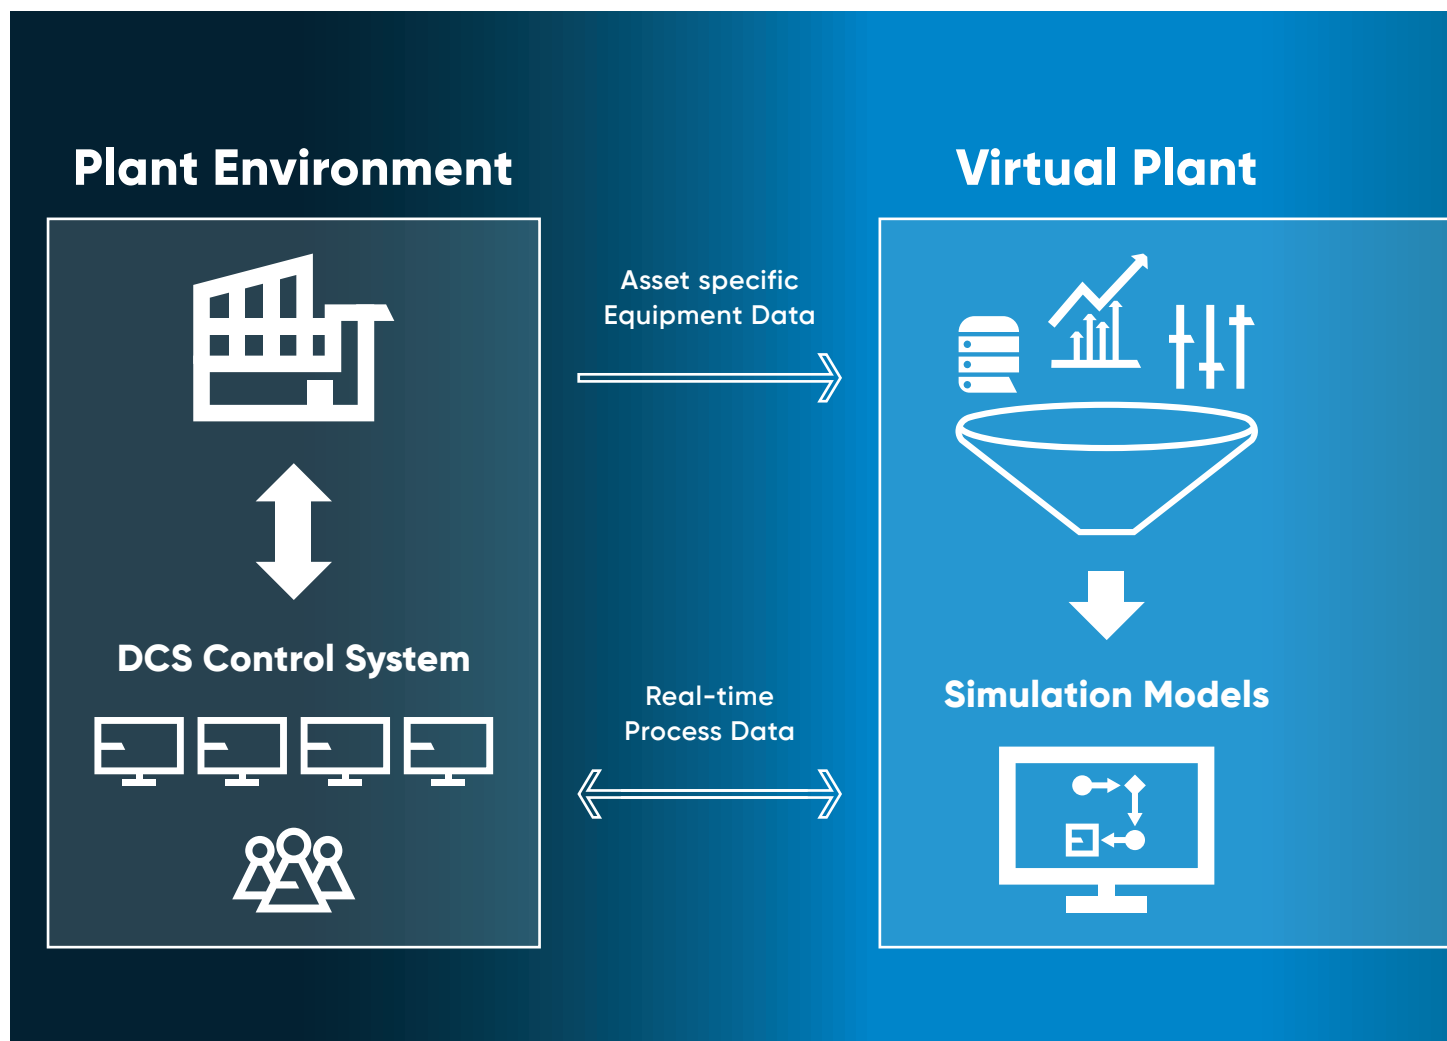 Plant Environment
Virtual Plant
Asset specific
Equipment Data
DCS Control System
Real-time
Process Data
Simulation Models